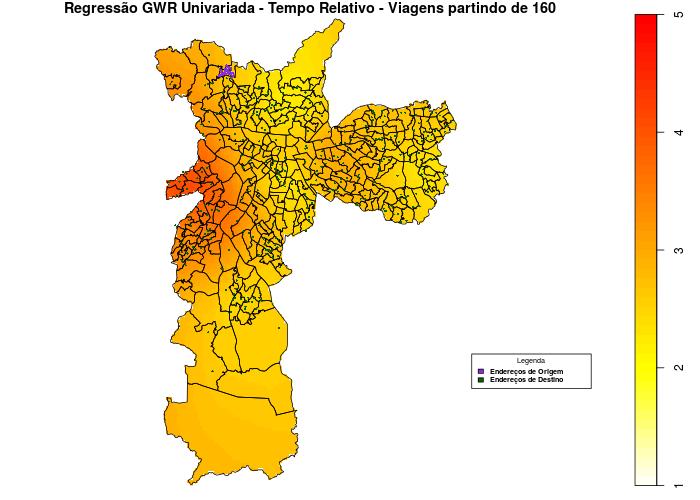 Regressão GWR Univariada - Tempo Relativo - Viagens partindo de 160
5
4
3
2
1
Legenda
Endereços de Origem
Endereços de Destino